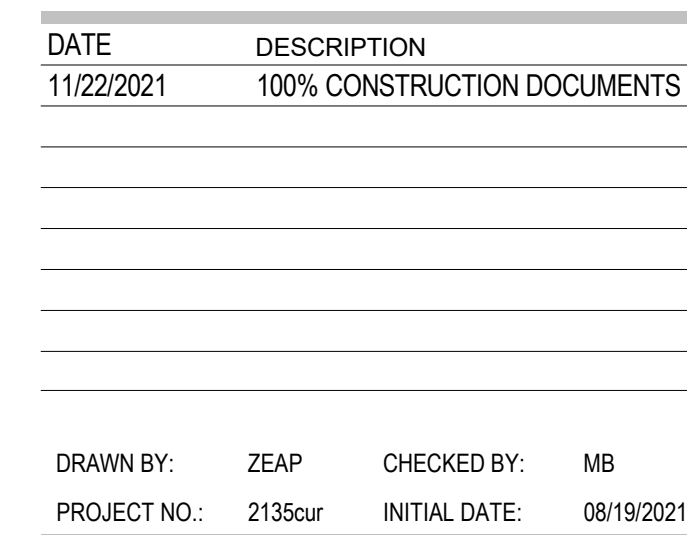 DATE DESCRIPTION
11/22/2021 100% CONSTRUCTION DOCUMENTS
DRAWN BY: ZEAP CHECKED BY: MB
PROJECT NO.: 2135cur INITIAL DATE: 08/19/2021